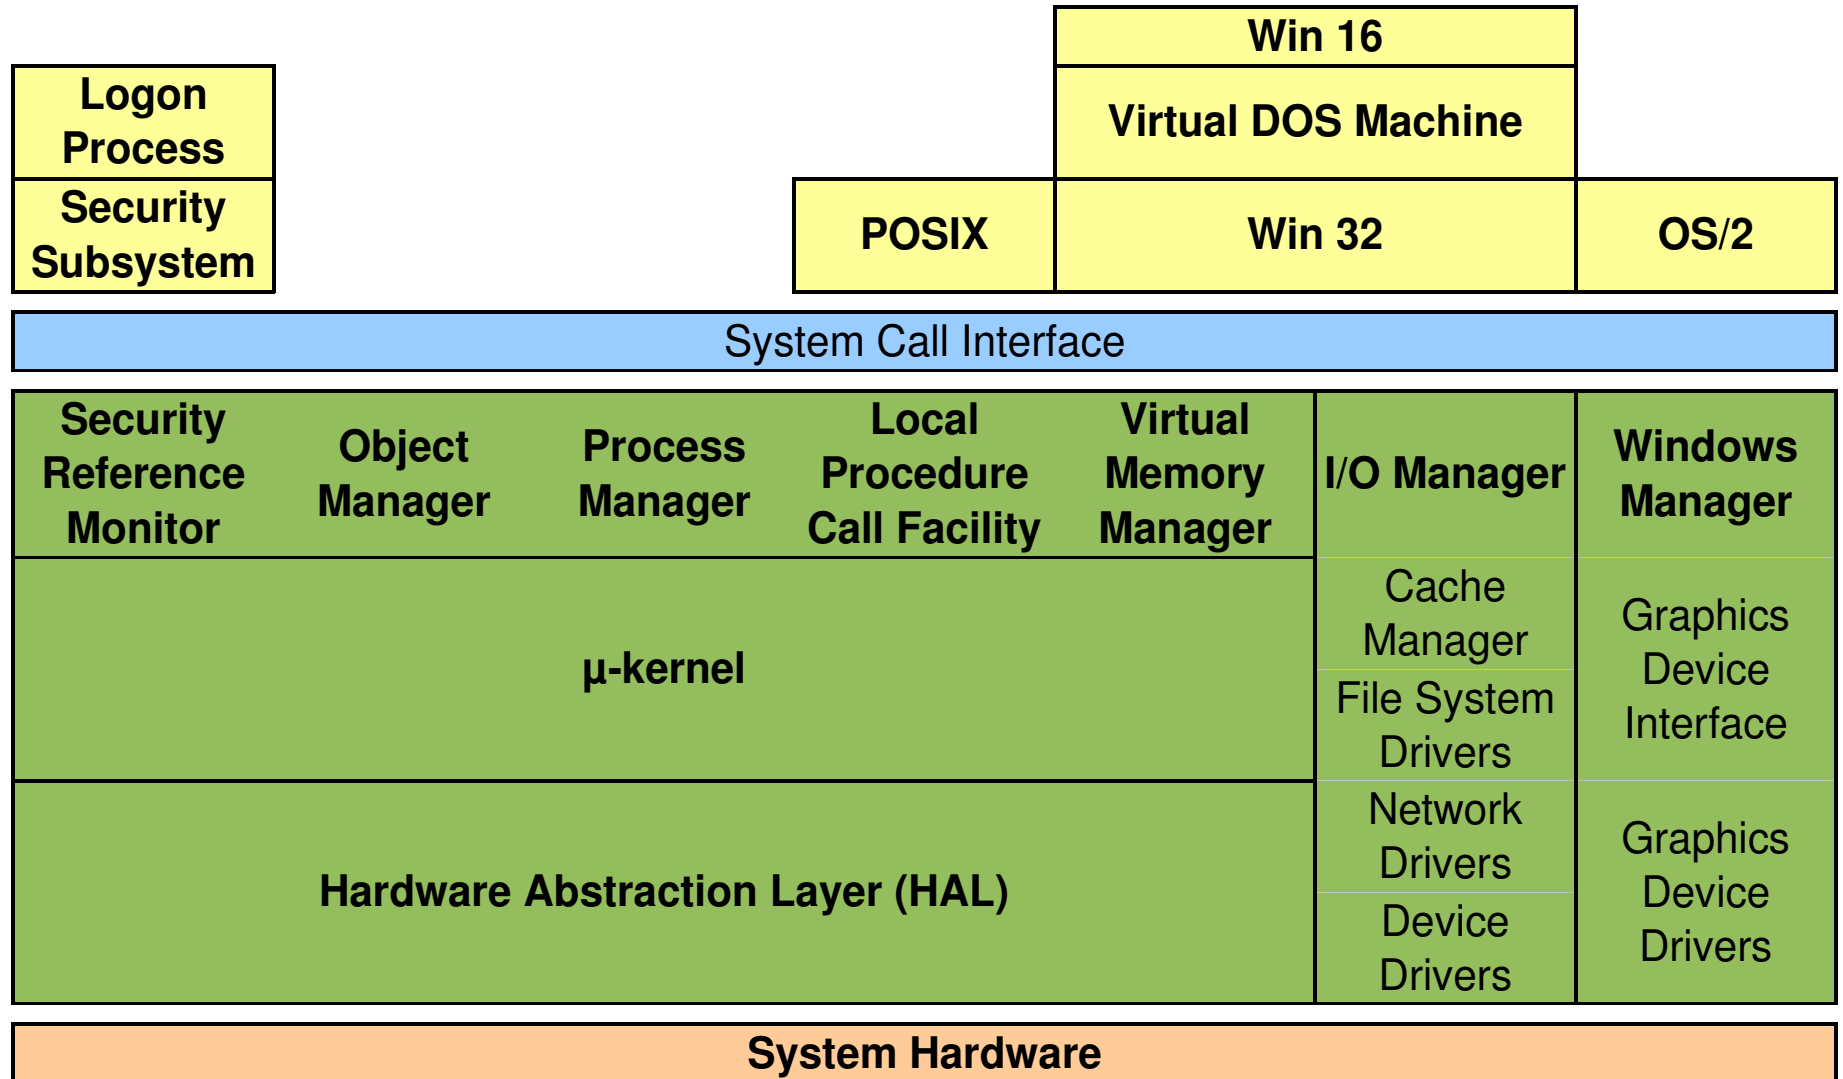 Win 16
Logon
Process
Virtual DOS Machine
Security
Subsystem
POSIX
Win 32
OS/2
System Call Interface
Security
Reference
Monitor
Object
Manager
Process
Manager
Local
Procedure
Call Facility
Virtual
Memory
Manager
I/O Manager
Windows
Manager
µ-kernel
Cache
Manager
File System
Drivers
Graphics
Device
Interface
Hardware Abstraction Layer (HAL)
Network
Drivers
Device
Drivers
Graphics
Device
Drivers
System Hardware